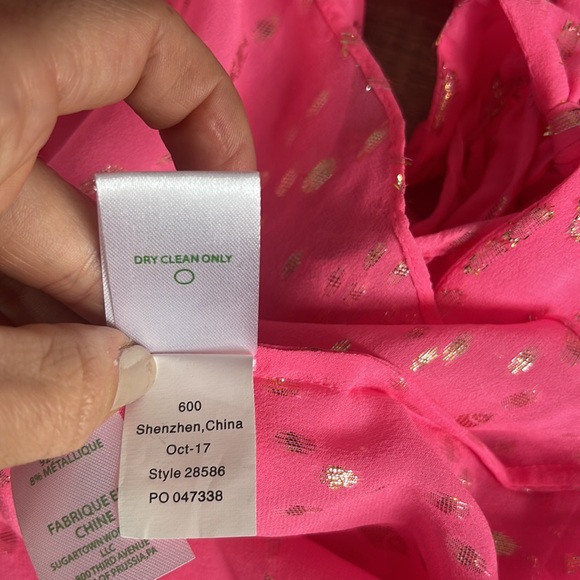 DRY CLEAN ONLY
600
Shenzhen,China
Oct-17
Style 28586
PO 047338
8% METALLIQUE
FABRIQUE E
CHINE
SUGARTOWN WO
LLC
800 THIRD AVENUE
OF PRUSSIA,PA